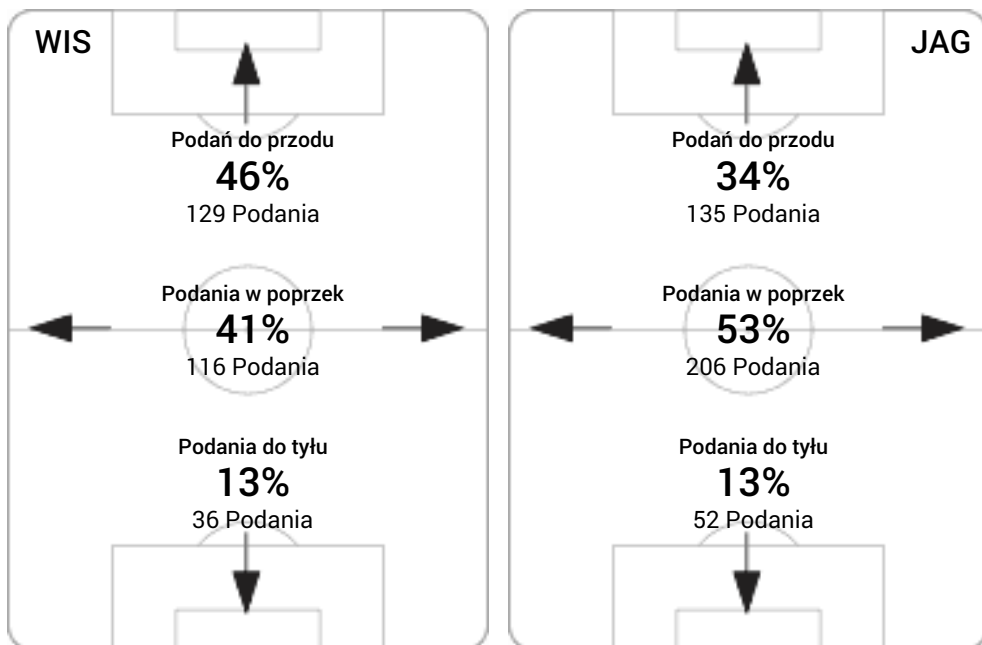 WIS
Podań do przodu
46%
129 Podania
Podania w poprzek
41%
116 Podania
Podania do tyłu
13%
36 Podania
JAG
Podań do przodu
34%
135 Podania
Podania w poprzek
53%
206 Podania
Podania do tyłu
13%
52 Podania